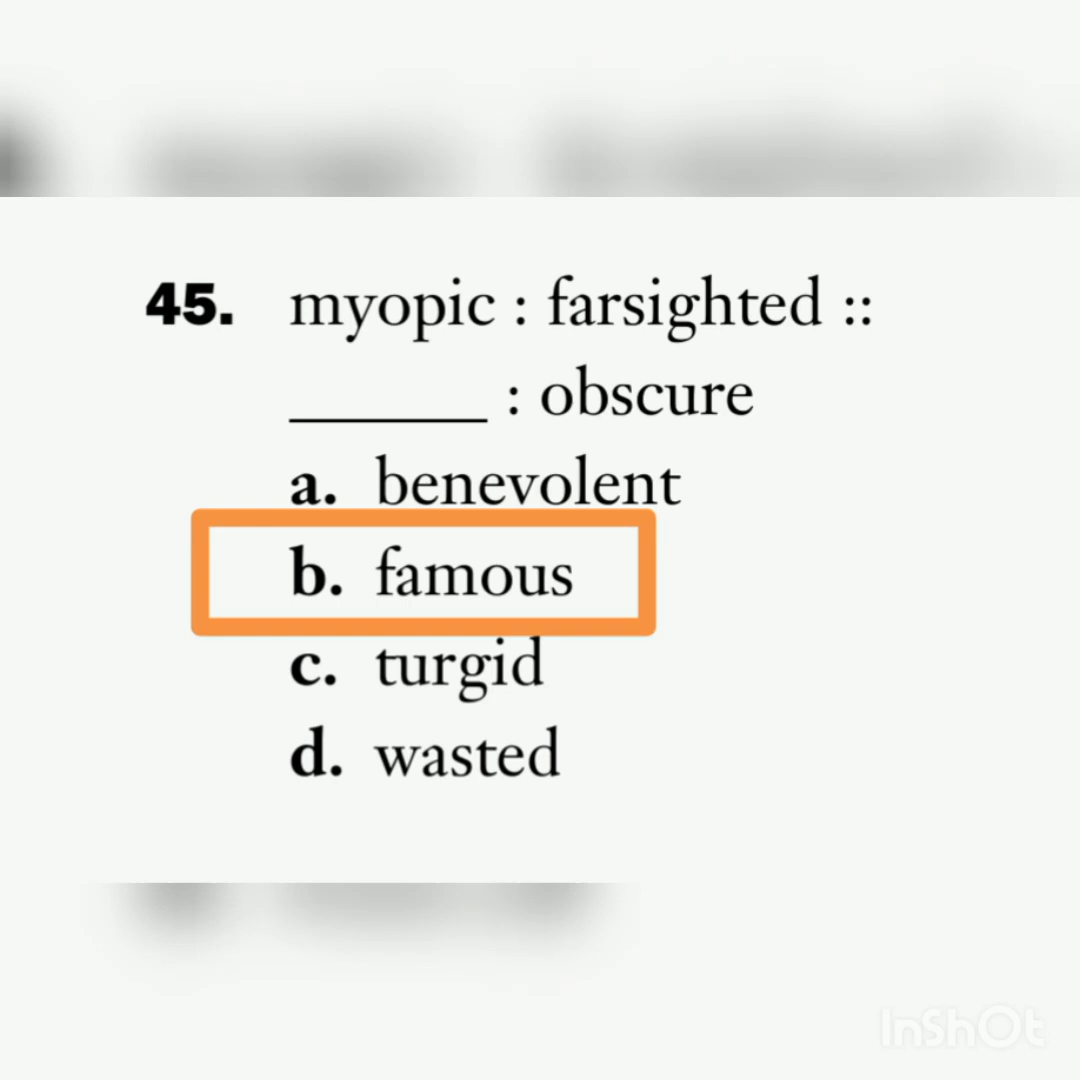 45. myopic : farsighted ::
______ : obscure
a. benevolent
b. famous
c. turgid
d. wasted
InShOt